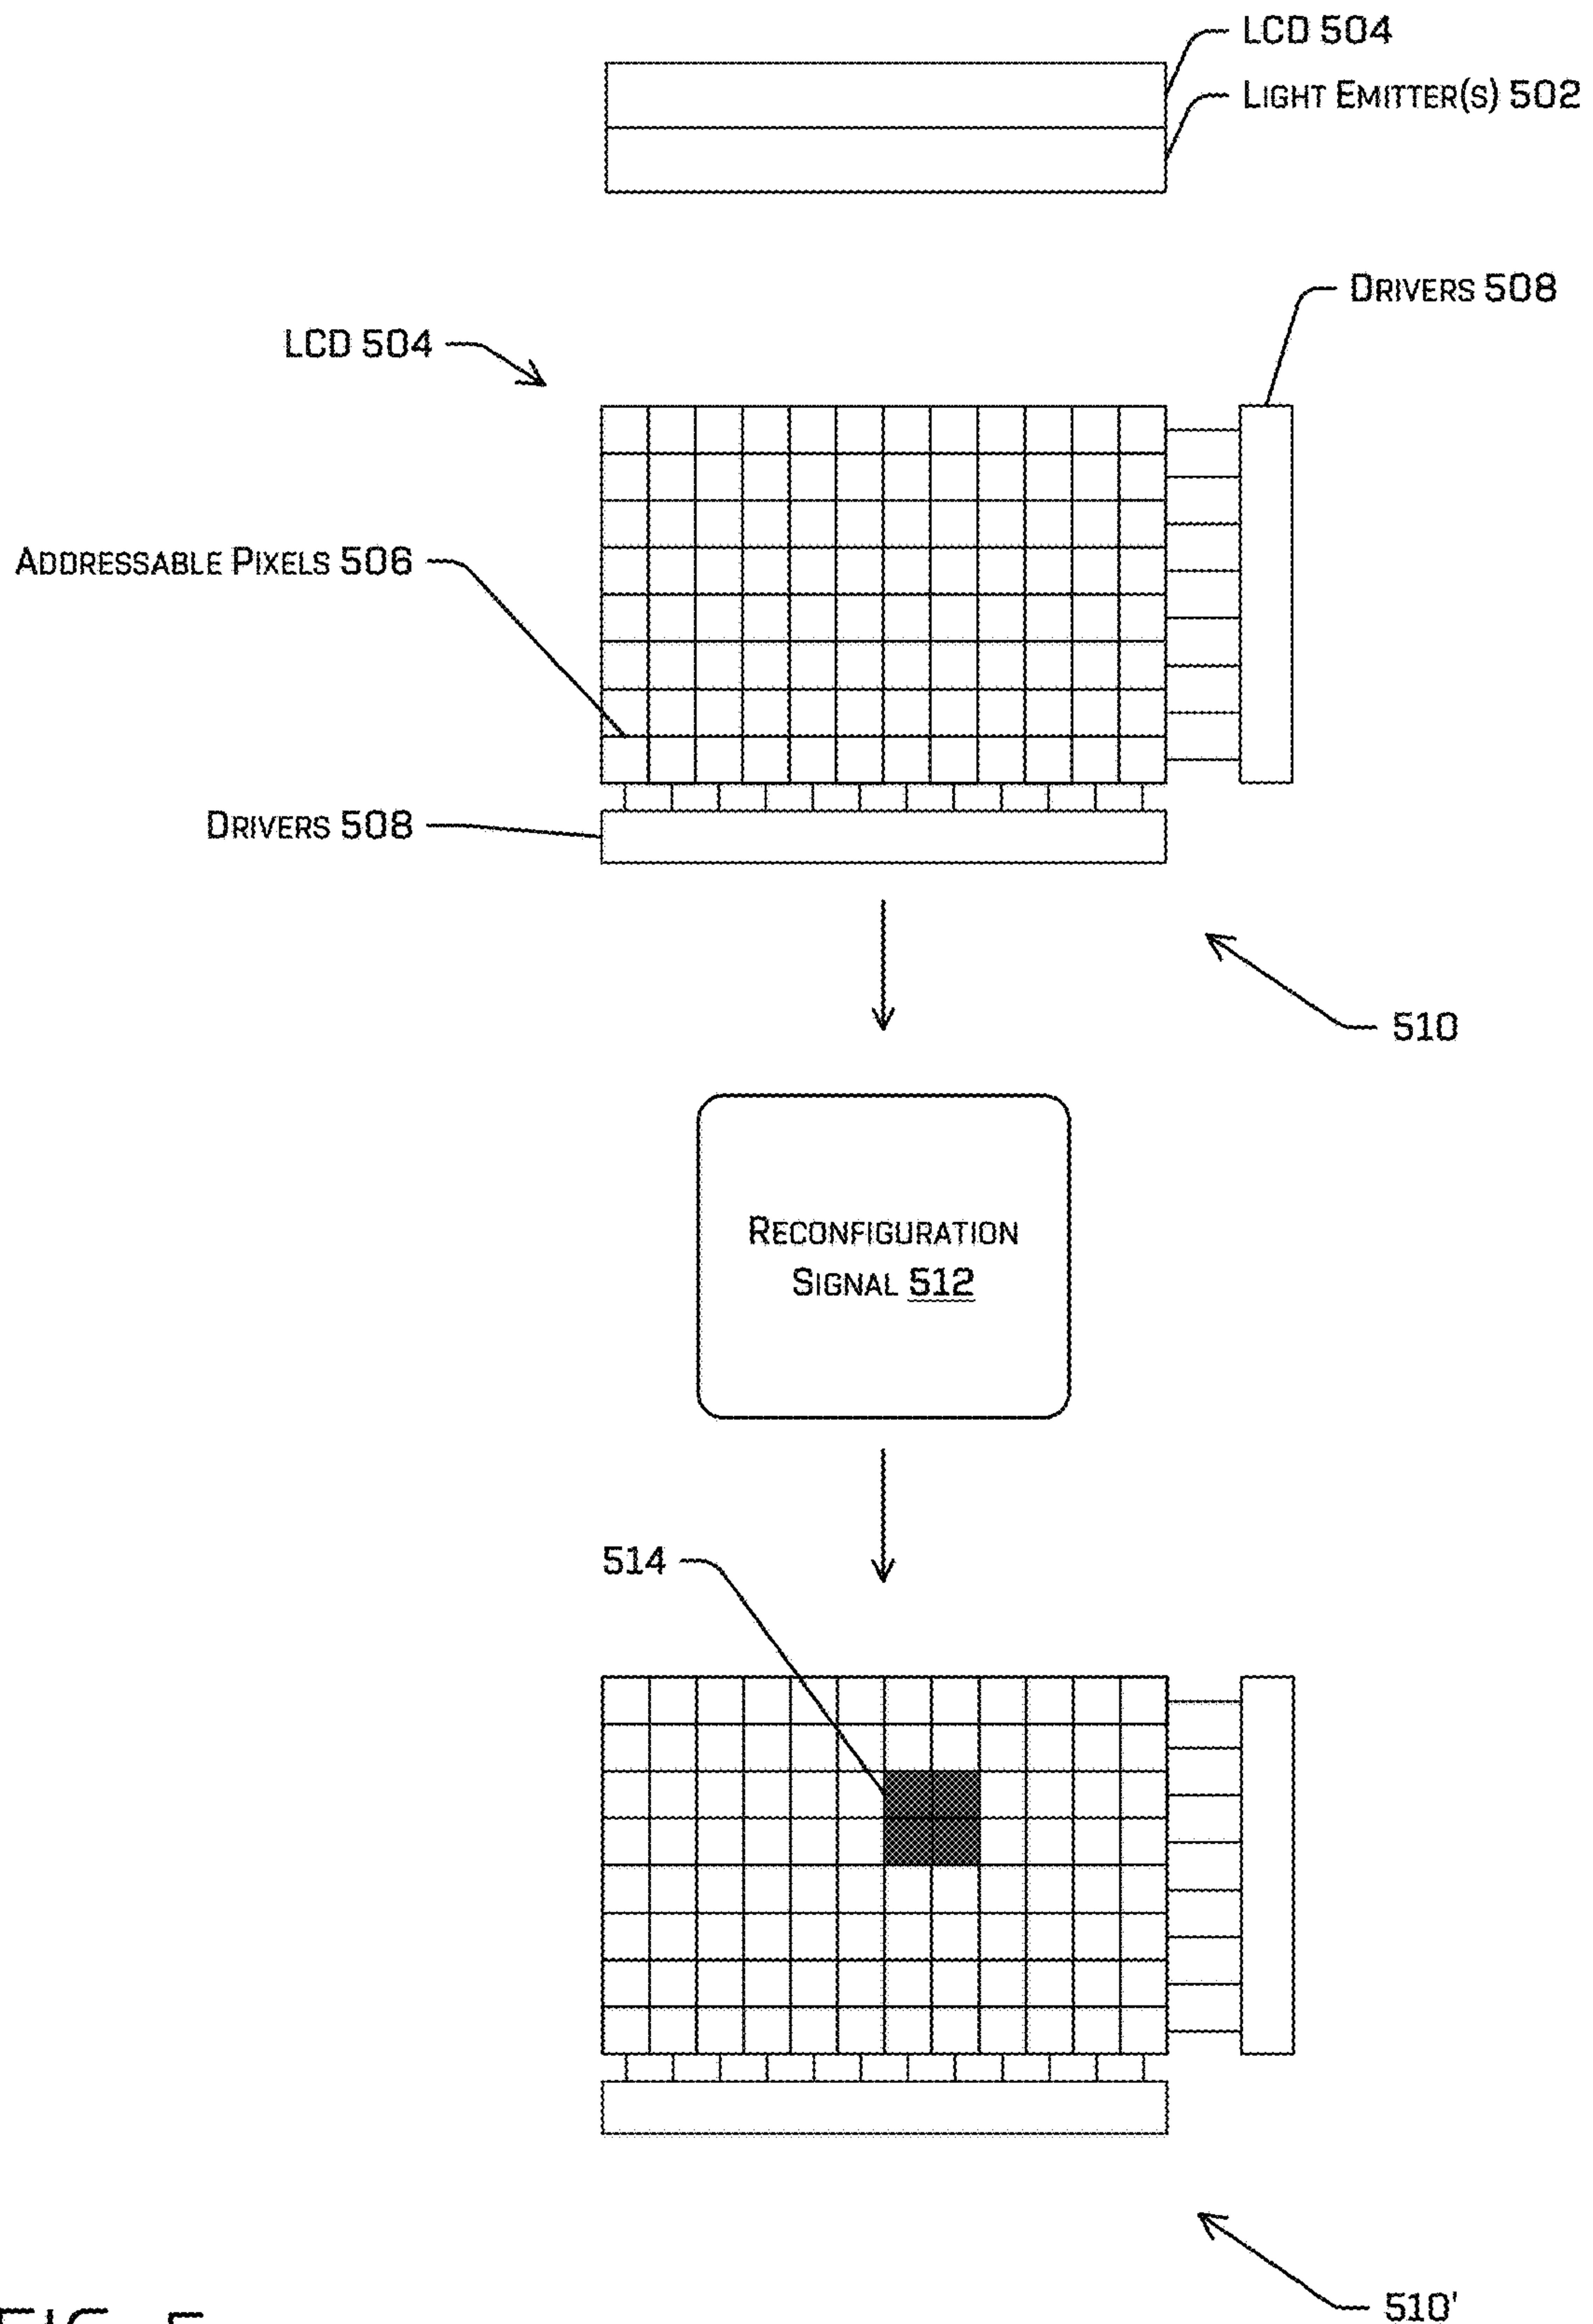 LCD 504
LIGHT EMITTER(S) 502
DRIVERS 508
LCD 504
ADDRESSABLE PIXELS 506
DRIVERS 508
510
RECONFIGURATION
SIGNAL 512
514
510'